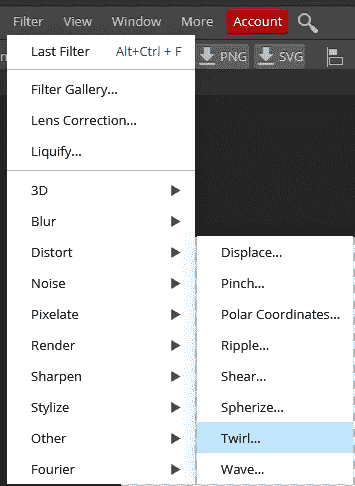 Filter View Window More Account
Last Filter Alt+Ctrl + F
PNG SVG
Filter Gallery...
Lens Correction...
Liquify...
3D
Blur
Distort
Noise
Pixelate
Render
Sharpen
Stylize
Other
Fourier
Displace...
Pinch...
Polar Coordinates...
Ripple...
Shear...
Spherize...
Twirl...
Wave...